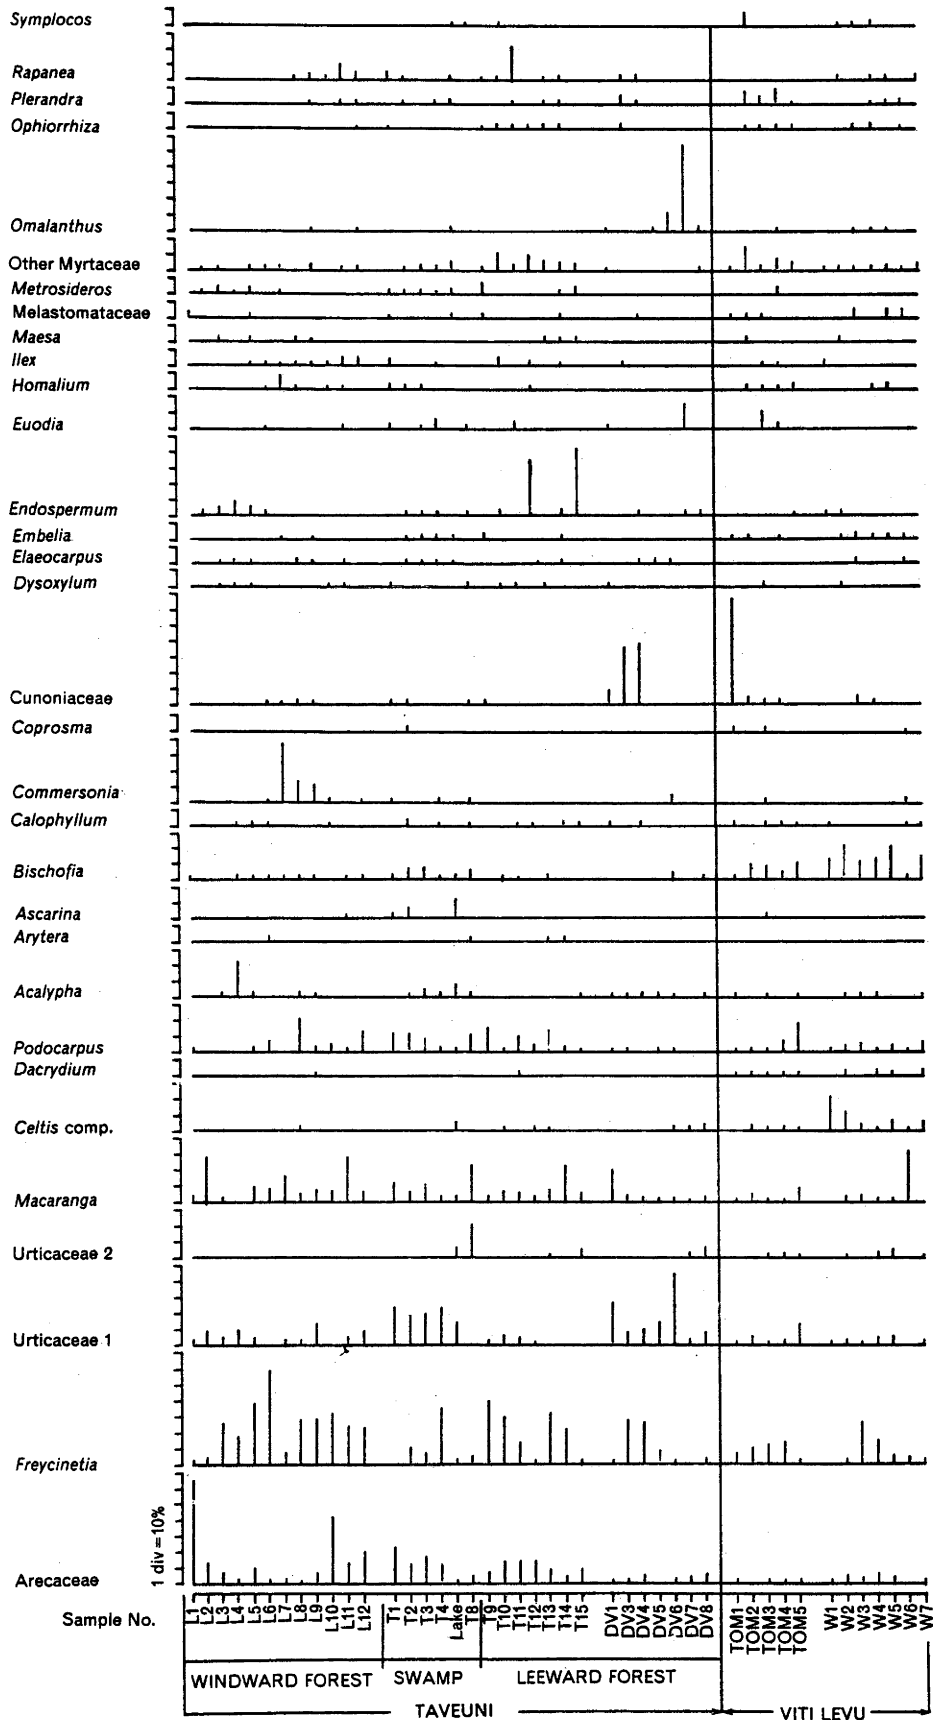 Symplocos
Rapanea
Plerandra
Ophiorrhiza
Omalanthus
Other Myrtaceae
Metrosideros
Melastomataceae
Maesa
Ilex
Homalium
Euodia
Endospermum
Embelia
Elaeocarpus
Dysoxylum
Cunoniaceae
Coprosma
Commersonia
Calophyllum
Bischofia
Ascarina
Arytera
Acalypha
Podocarpus
Dacrydium
Celtis comp.
Macaranga
Urticaceae 2
Urticaceae 1
Freycinetia
Arecaceae
1 div = 10%
Sample No. L1 L2 L3 L4 L5 L6 L7 L8 L9 L10 L11 L12 T1 T2 T3 T4 Lake T8 T9 T10 T11 T12 T13 T14 T15 DV1 DV3 DV4 DV5 DV6 DV7 DV8 TOM1 TOM2 TOM3 TOM4 TOM5 W1 W2 W3 W4 W5 W6 W7
WINDWARD FOREST SWAMP LEEWARD FOREST
TAVEUNI VITI LEVU